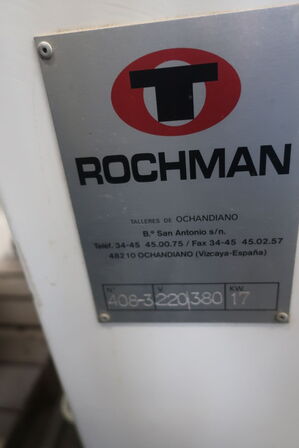 T
ROCHMAN
TALLERES DE OCHANDIANO
B.º San Antonio s/n.
Teléf. 34-45 45.00.75 / Fax 34-45 45.02.57
48210 OCHANDIANO (Vizcaya-España)
Nº V. KW.
408-3 220/380 17